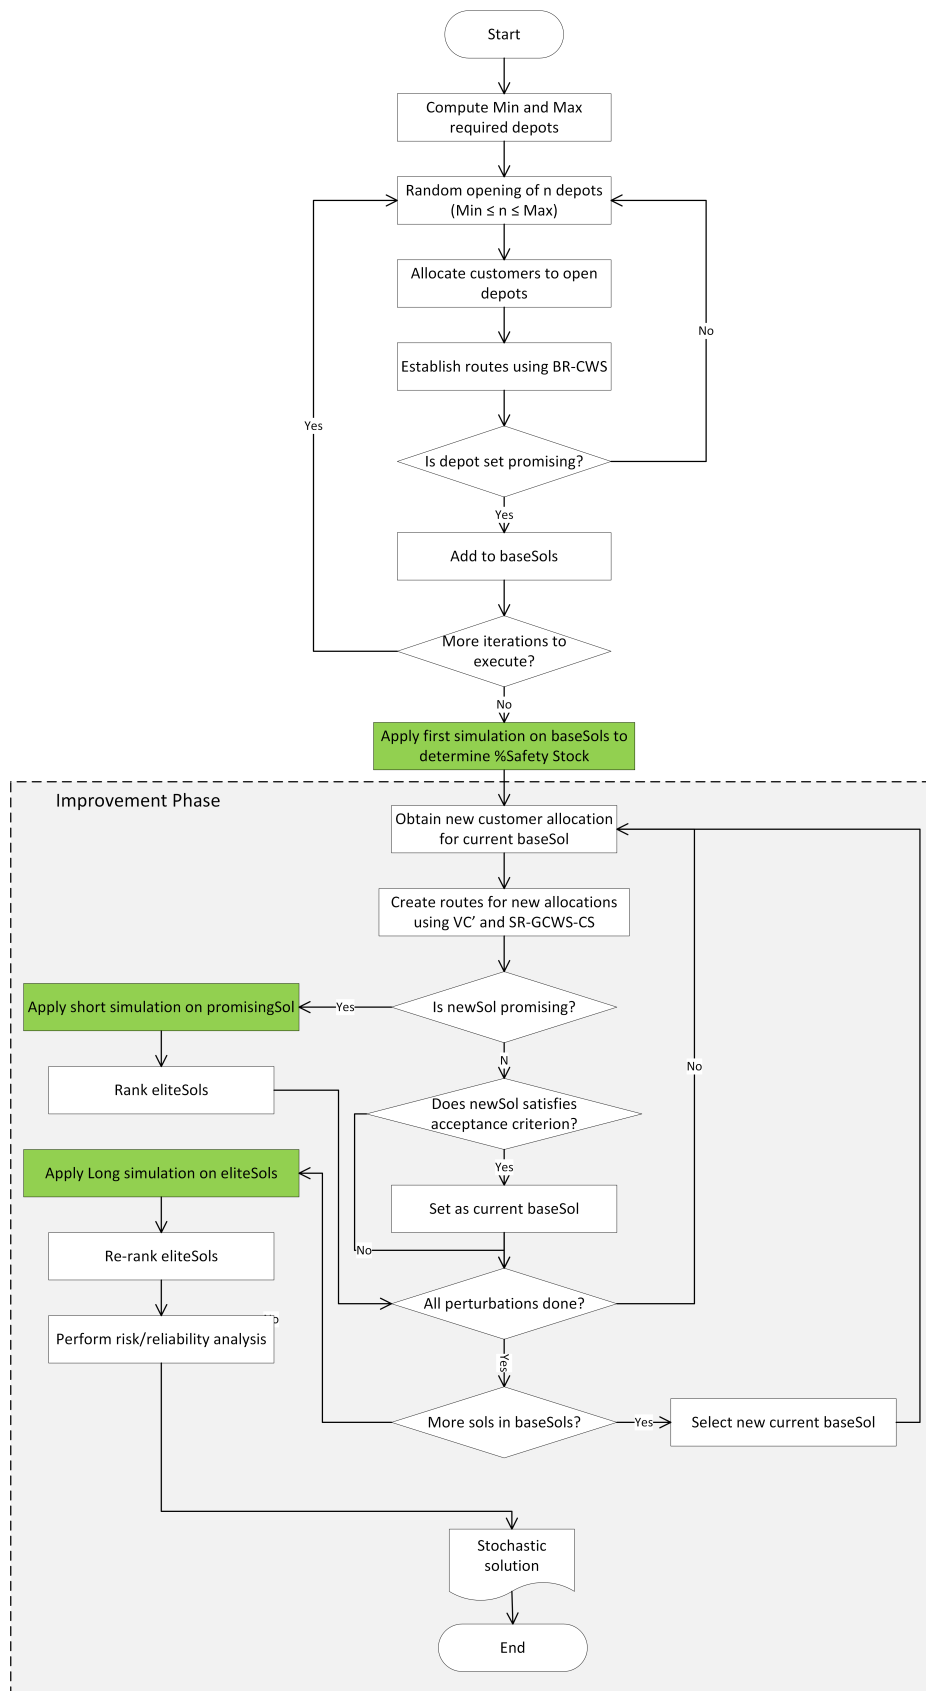 Start
Compute Min and Max
required depots
Random opening of n depots
(Min ≤ n ≤ Max)
Allocate customers to open
depots
No
Establish routes using BR-CWS
Yes
Is depot set promising?
Yes
Add to baseSols
More iterations to
execute?
No
Apply first simulation on baseSols to
determine %Safety Stock
Improvement Phase
Obtain new customer allocation
for current baseSol
Create routes for new allocations
using VC’ and SR-GCWS-CS
Is newSol promising?
Yes
Apply short simulation on promisingSol
N
No
Rank eliteSols
Does newSol satisfies
acceptance criterion?
Yes
Apply Long simulation on eliteSols
Set as current baseSol
No
Re-rank eliteSols
All perturbations done?
Perform risk/reliability analysis
Yes
More sols in baseSols?
Yes
Select new current baseSol
Stochastic
solution
End